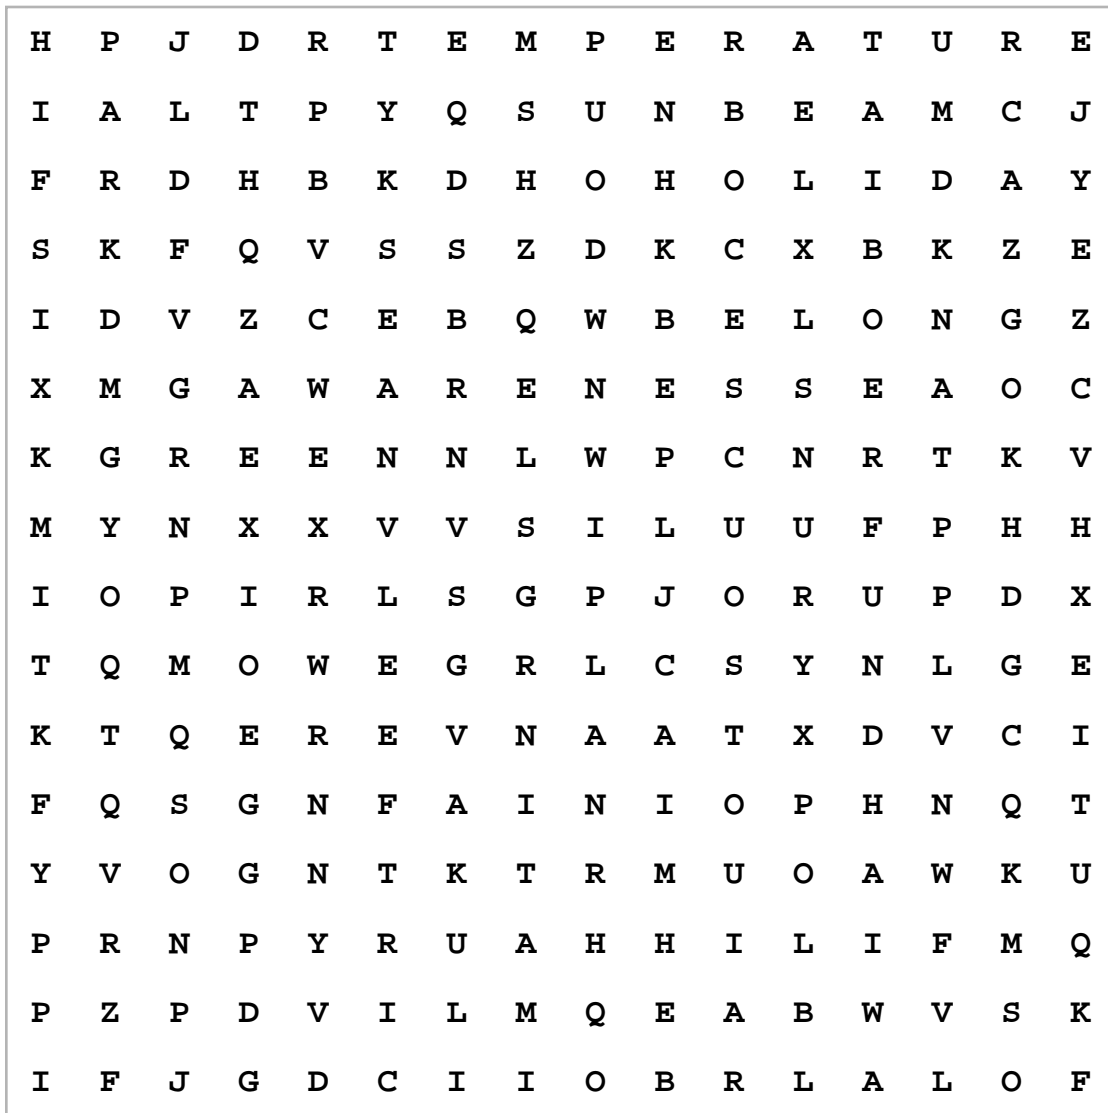 H P J D R T E M P E R A T U R E
I A L T P Y Q S U N B E A M C J
F R D H B K D H O H O L I D A Y
S K F Q V S S Z D K C X B K Z E
I D V Z C E B Q W B E L O N G Z
X M G A W A R E N E S S E A O C
K G R E E N N L W P C N R T K V
M Y N X X V V S I L U U F P H H
I O P I R L S G P J O R U P D X
T Q M O W E G R L C S Y N L G E
K T Q E R E V N A A T X D V C I
F Q S G N F A I N I O P H N Q T
Y V O G N T K T R M U O A W K U
P R N P Y R U A H H I L I F M Q
P Z P D V I L M Q E A B W V S K
I F J G D C I I O B R L A L O F